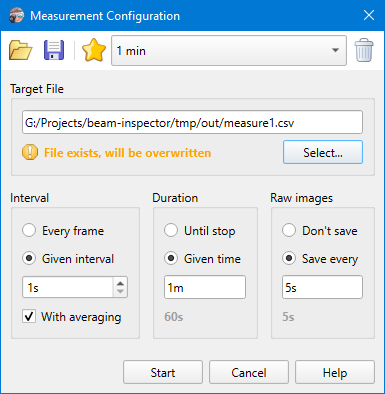 Measurement Configuration
1 min
Target File
G:/Projects/beam-inspector/tmp/out/measure1.csv
File exists, will be overwritten
Select...
Interval
Duration
Raw images
Every frame
Until stop
Don't save
Given interval
Given time
Save every
1s
1m
5s
With averaging
60s
5s
Start
Cancel
Help